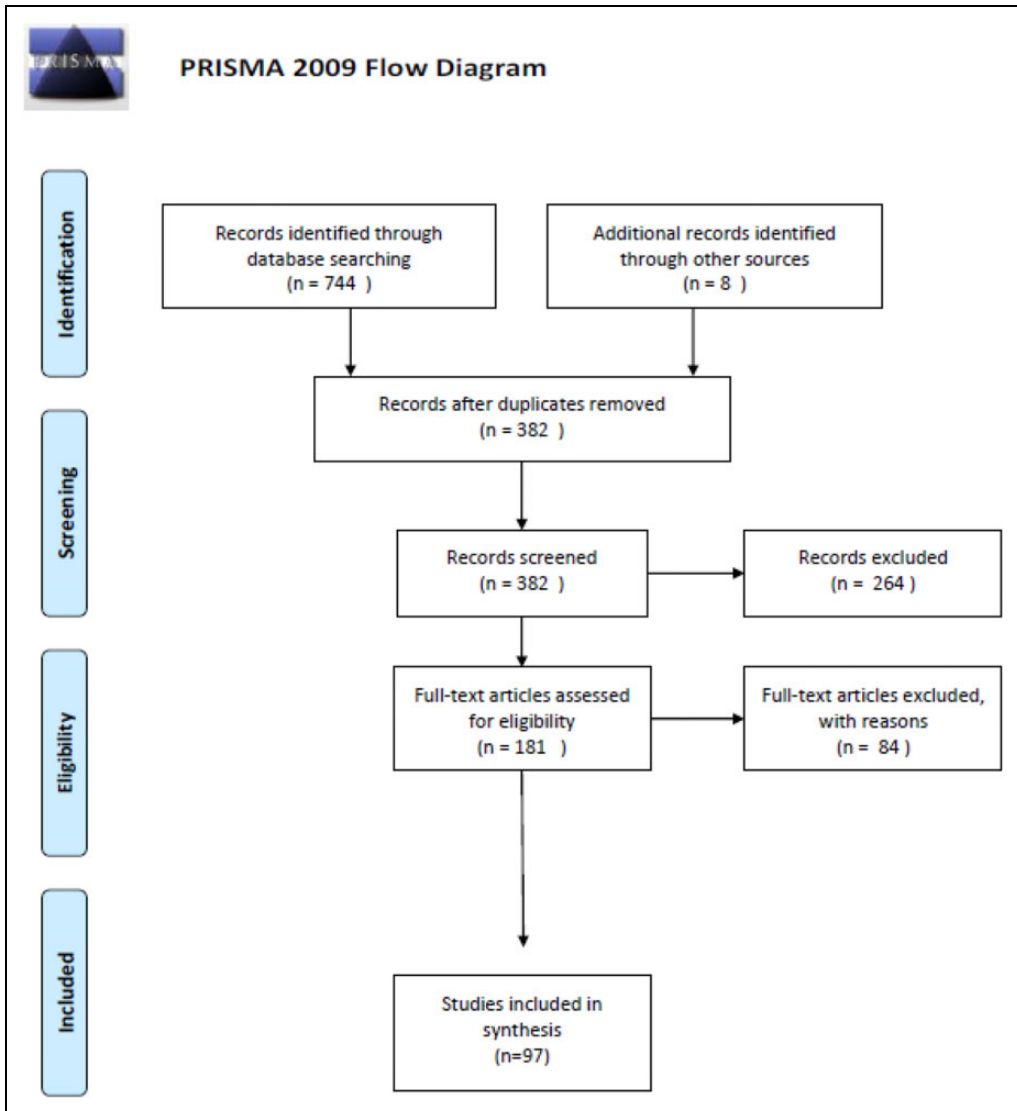 PRISMA
PRISMA 2009 Flow Diagram
Identification
Records identified through
database searching
(n = 744 )
Additional records identified
through other sources
(n = 8 )
Records after duplicates removed
(n = 382 )
Screening
Records screened
(n = 382 )
Records excluded
(n = 264 )
Eligibility
Full-text articles assessed
for eligibility
(n = 181 )
Full-text articles excluded,
with reasons
(n = 84 )
Included
Studies included in
synthesis
(n=97)